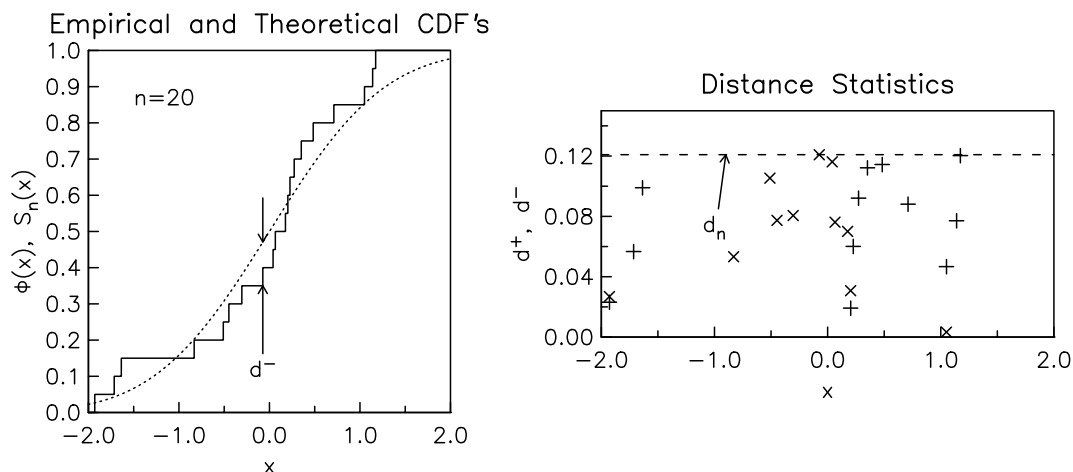 Empirical and Theoretical CDF's
1.0
0.9
0.8
0.7
0.6
0.5
0.4
0.3
0.2
0.1
0.0
ϕ(x), Sn(x)
n=20
d−
−2.0 −1.0 0.0 1.0 2.0
x
Distance Statistics
0.12
0.08
0.04
0.00
d+, d−
dn
−2.0 −1.0 0.0 1.0 2.0
x